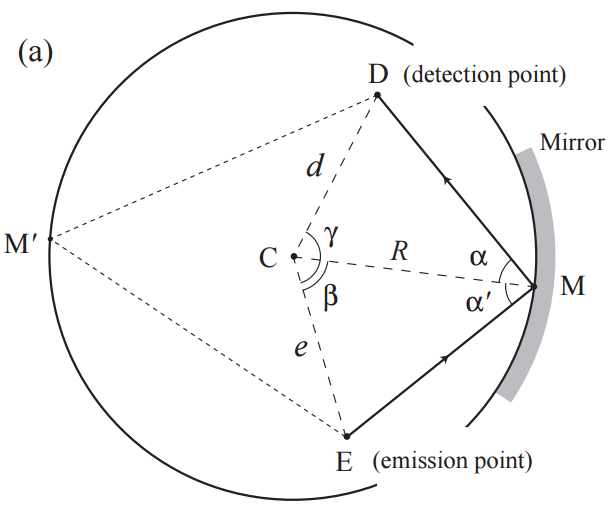 (a)
D (detection point)
Mirror
d
M′
γ
C
R
α
M
β
α′
e
E (emission point)